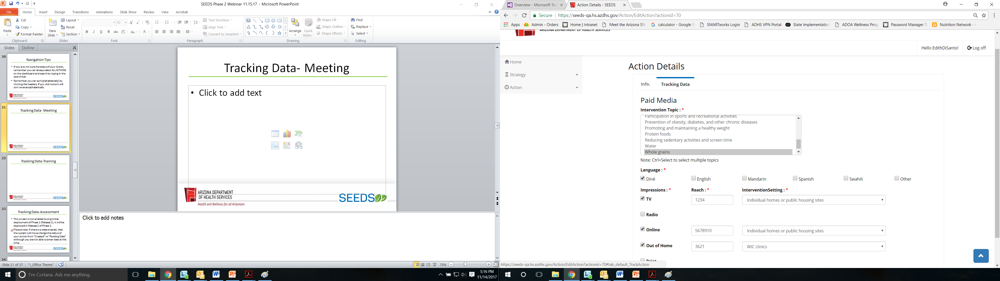 SEEDS Phase 2 Webinar 11.15.17 - Microsoft PowerPoint
File Home Insert Design Transitions Animations Slide Show Review View Acrobat
Paste
Cut
Copy
Format Painter
Clipboard
New Slide
Layout
Reset
Section
Slides
32
Font
Paragraph
Text Direction
Align Text
Convert to SmartArt
Arrange
Quick Styles
Shape Fill
Shape Outline
Shape Effects
Drawing
Find
Replace
Select
Editing
Slides Outline
20
Navigation Tips
• If you are not sure the status of your Action,
remember you can always select ALL ACTIONS
on the dashboard and search by typing in the
search bar.
• Remember you can sort (alphabetically) by
clicking the headers, if you click twice it will
sort reverse alphabetically
SEEDS
21
Tracking Data- Meeting
SEEDS
22
Tracking Data-Training
SEEDS
23
Tracking Data-Assessment
• This screen is not enabled during initial
deployment of Phase 2 (Release 1), it will be
deployed in Release 2 of Phase 2.
Please note: if there is a date entered, then
the system will move change the status of
your action from "Created" to "Pending Data"
although you are not able to enter data at this
time.
SEEDS
24
Tracking Data- Meeting
• Click to add text
ARIZONA DEPARTMENT
OF HEALTH SERVICES
Health and Wellness for all Arizonans
SEEDS
Click to add notes
Slide 21 of 37 "1_Office Theme" 70%
I'm Cortana. Ask me anything.
5:16 PM
11/14/2017
Overview - Microsoft Tea
Action Details - SEEDS
Secure https://seeds-qa.hs.azdhs.gov/Action/EditAction?actionid=70
Apps Admin - Orders Home | Intranet Meet the Arizona SN calculator - Google S SMARTworks Login ADHS VPN Portal State Implementation ADOA Wellness Prog Password Manager T Nutrition Network -
ARIZONA DEPARTMENT OF HEALTH SERVICES
Hello EdithDiSanto! Log off
Home
Strategy
Action
Action Details
Info. Tracking Data
Paid Media
Intervention Topic : *
Participation in sports and recreational activities
Prevention of obesity, diabetes, and other chronic diseases
Promoting and maintaining a healthy weight
Protein foods
Reducing sedentary activities and screen time
Water
Whole grains
Note: Ctrl+Select to select multiple topics
Language : *
Diné English Mandarin Spanish Swahili Other
Impressions : * Reach : * InterventionSetting : *
TV 1234 Individual homes or public housing sites
Radio
Online 5678910 Individual homes or public housing sites
Out of Home 3621 WIC clinics
Print
https://seeds-qa.hs.azdhs.gov/Action/EditAction?actionid=70#tab_default_TrackAction